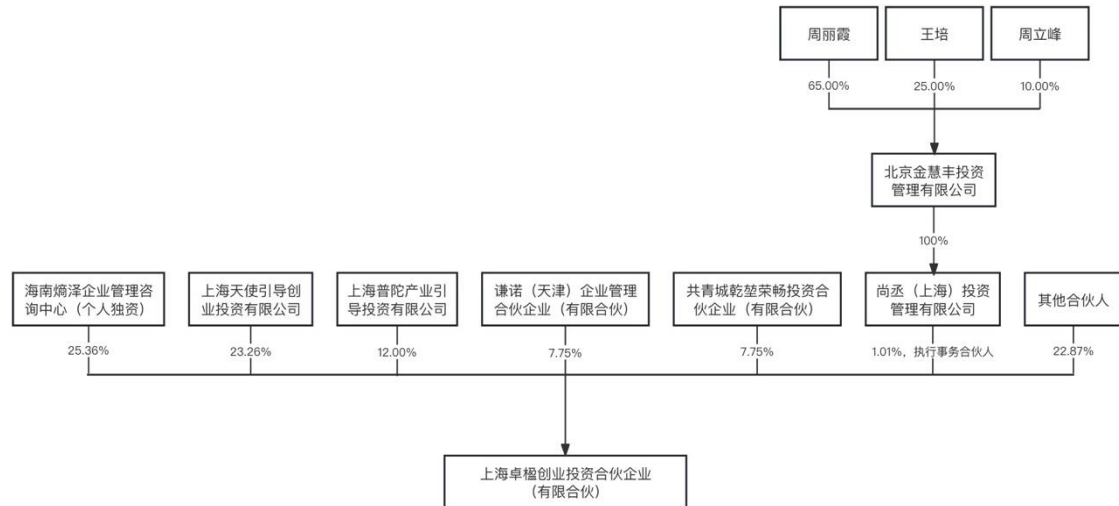 周丽霞
王培
周立峰
65.00%
25.00%
10.00%
北京金慧丰投资
管理有限公司
100%
海南熵泽企业管理咨
询中心（个人独资）
上海天使引导创
业投资有限公司
上海普陀产业引
导投资有限公司
谦诺（天津）企业管理
合伙企业（有限合伙）
共青城乾堃荣畅投资合
伙企业（有限合伙）
尚丞（上海）投资
管理有限公司
其他合伙人
25.36%
23.26%
12.00%
7.75%
7.75%
1.01%，执行事务合伙人
22.87%
上海卓楹创业投资合伙企业
（有限合伙）